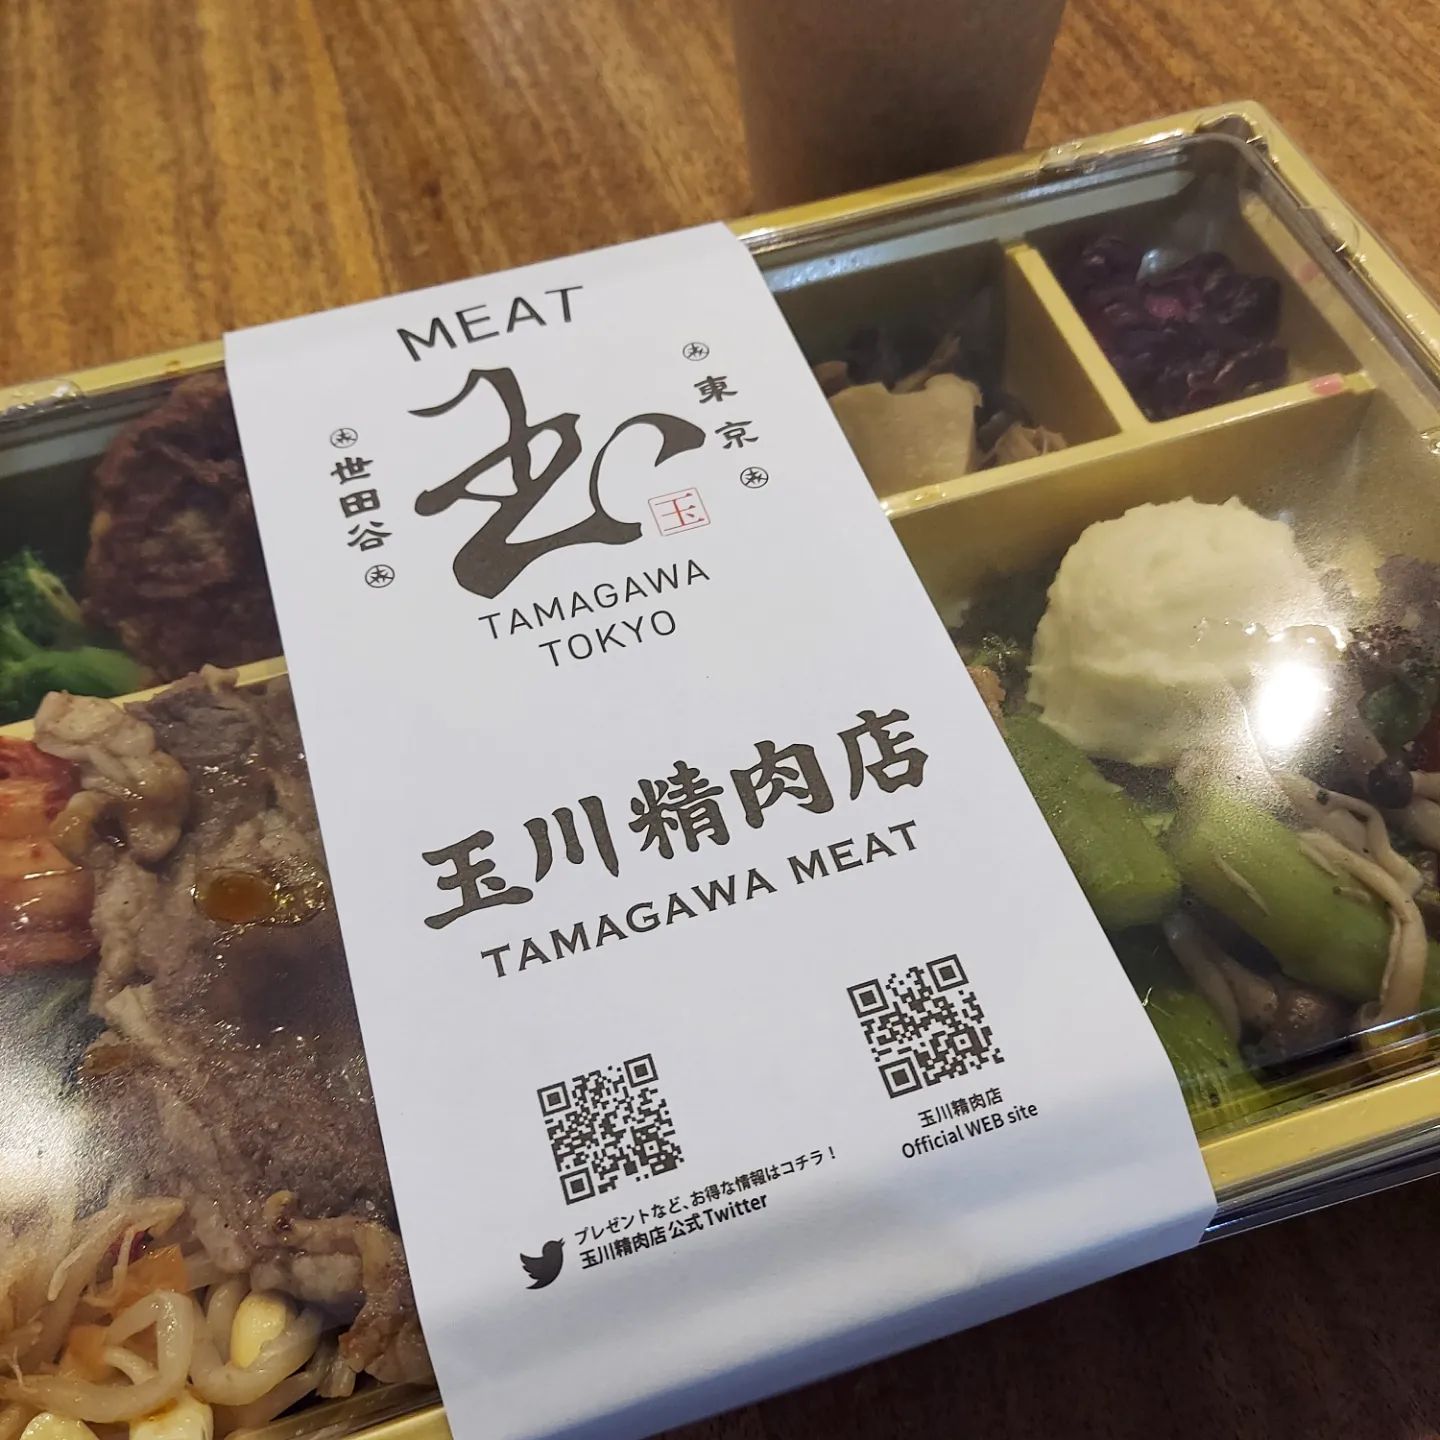 MEAT
玉
東京
世田谷
玉
TAMAGAWA
TOKYO
玉川精肉店
TAMAGAWA MEAT
玉川精肉店
Official WEB site
プレゼントなど、お得な情報はコチラ!
玉川精肉店公式Twitter